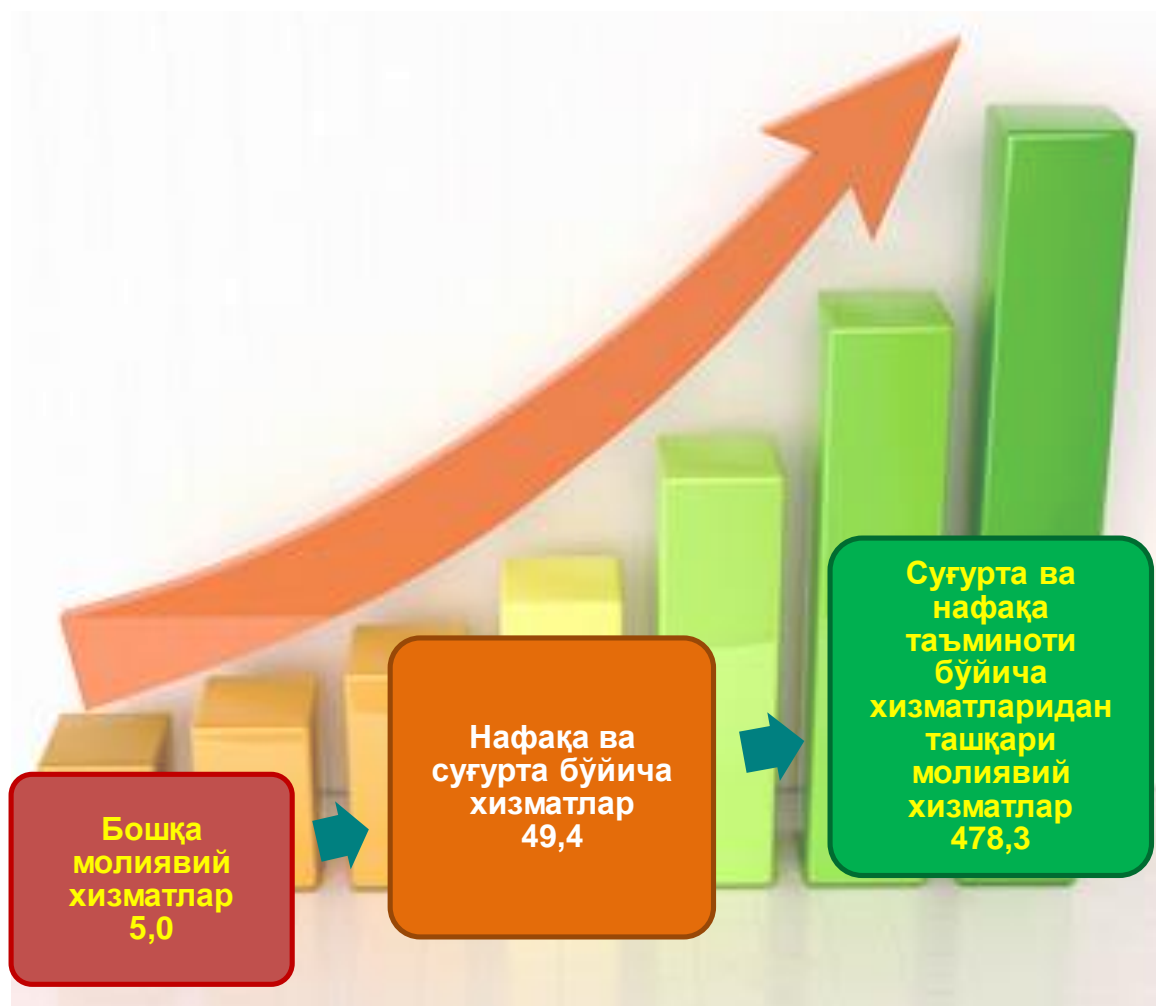 Бошқа
молиявий
хизматлар
5,0
Нафақа ва
суғурта бўйича
хизматлар
49,4
Суғурта ва
нафақа
таъминоти
бўйича
хизматларидан
ташқари
молиявий
хизматлар
478,3